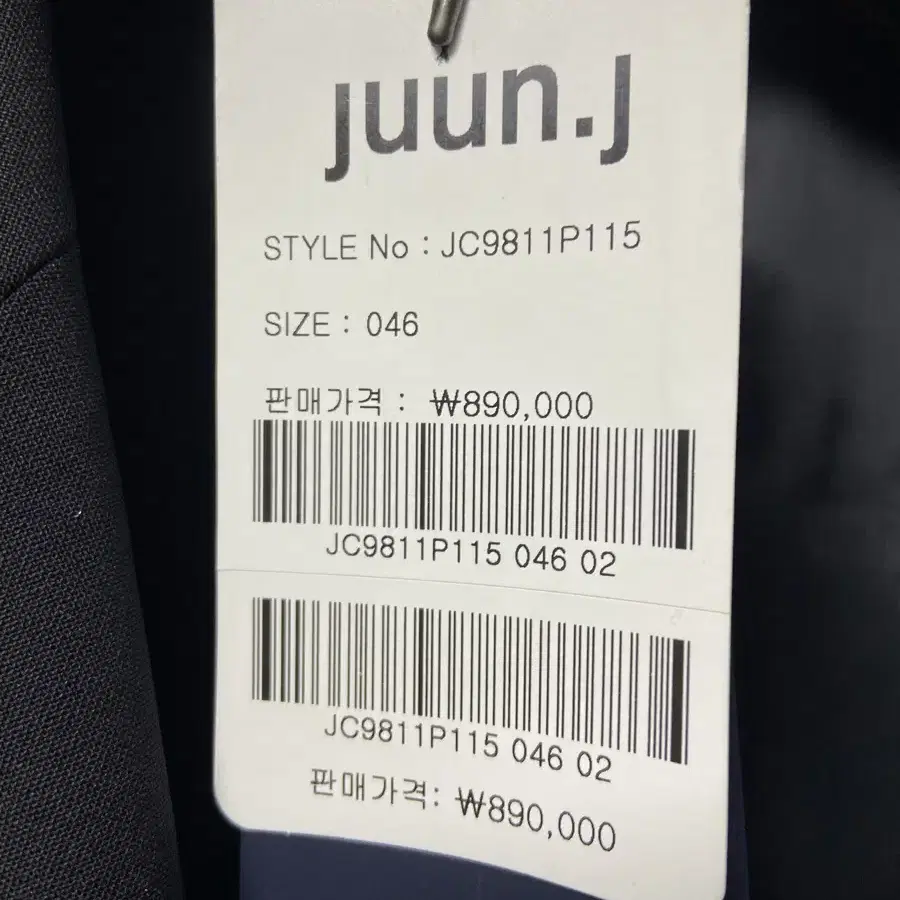 juun.j
STYLE No : JC9811P115
SIZE : 046
판매가격 : ₩890,000
JC9811P115 046 02
JC9811P115 046 02
판매가격: ₩890,000